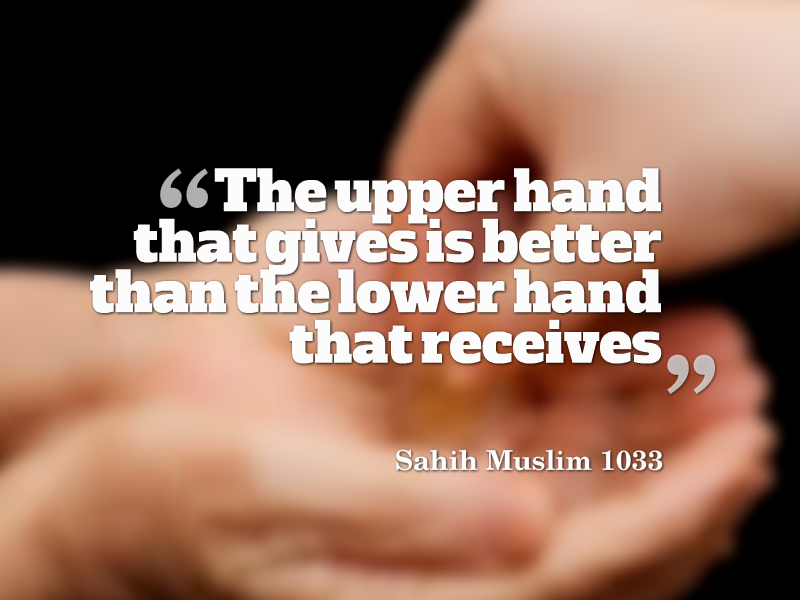 “The upper hand
that gives is better
than the lower hand
that receives”
Sahih Muslim 1033